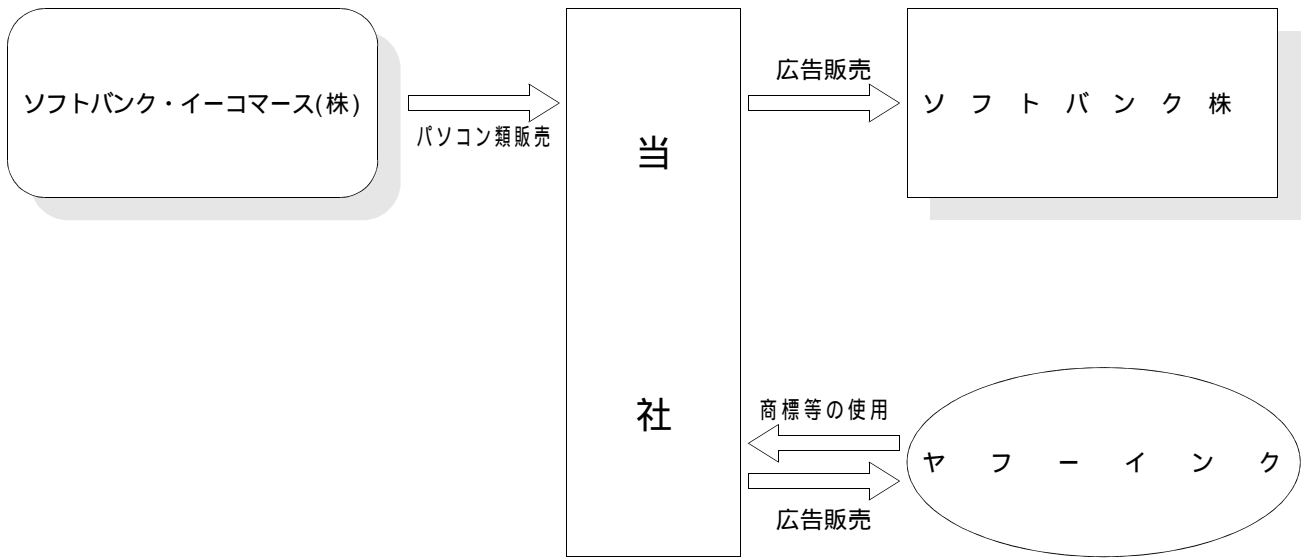 ソフトバンク・イーコマース(株)
パソコン類販売
当
社
広告販売
ソフトバンク株
商標等の使用
ヤフーインク
広告販売